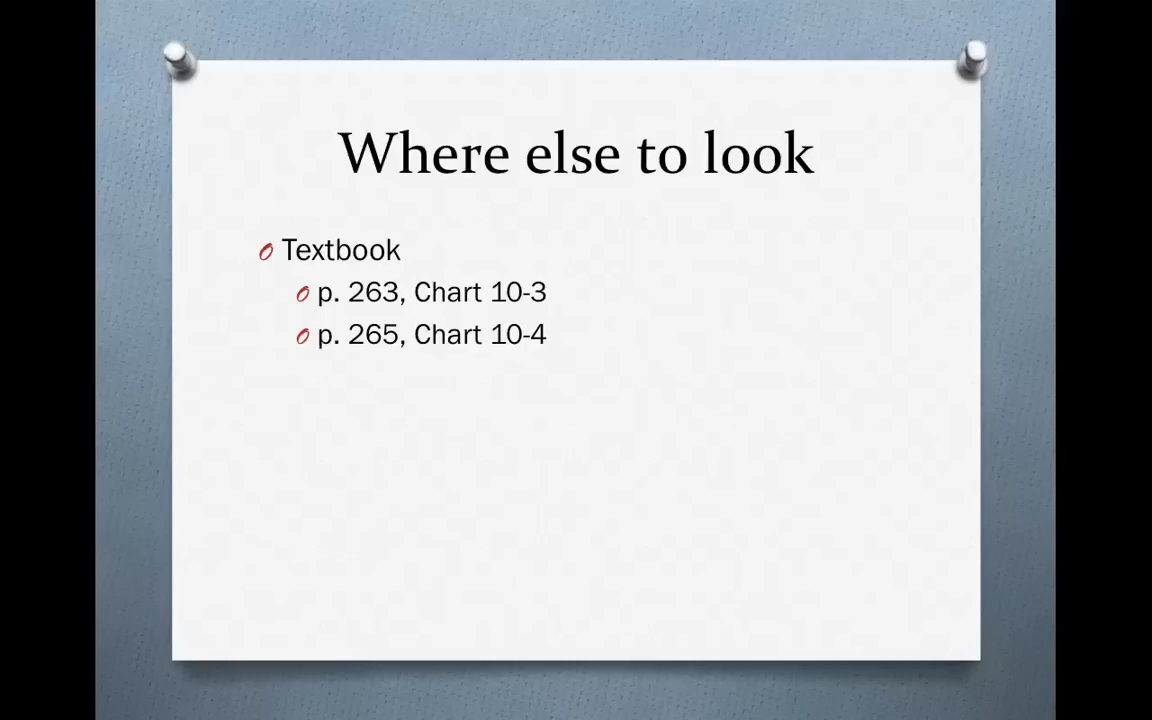 Where else to look
Textbook
p. 263, Chart 10-3
p. 265, Chart 10-4